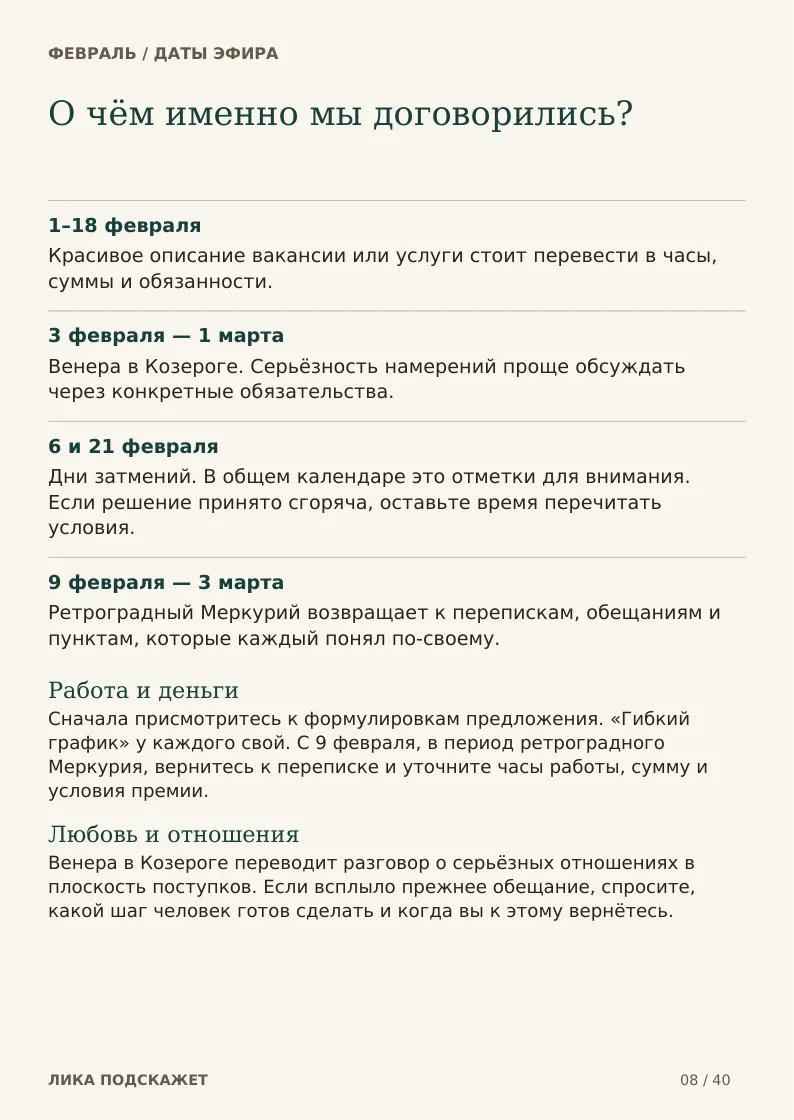 ФЕВРАЛЬ / ДАТЫ ЭФИРА
О чём именно мы договорились?
1–18 февраля
Красивое описание вакансии или услуги стоит перевести в часы,
суммы и обязанности.
3 февраля — 1 марта
Венера в Козероге. Серьёзность намерений проще обсуждать
через конкретные обязательства.
6 и 21 февраля
Дни затмений. В общем календаре это отметки для внимания.
Если решение принято сгоряча, оставьте время перечитать
условия.
9 февраля — 3 марта
Ретроградный Меркурий возвращает к перепискам, обещаниям и
пунктам, которые каждый понял по-своему.
Работа и деньги
Сначала присмотритесь к формулировкам предложения. «Гибкий
график» у каждого свой. С 9 февраля, в период ретроградного
Меркурия, вернитесь к переписке и уточните часы работы, сумму и
условия премии.
Любовь и отношения
Венера в Козероге переводит разговор о серьёзных отношениях в
плоскость поступков. Если всплыло прежнее обещание, спросите,
какой шаг человек готов сделать и когда вы к этому вернётесь.
ЛИКА ПОДСКАЖЕТ
08 / 40